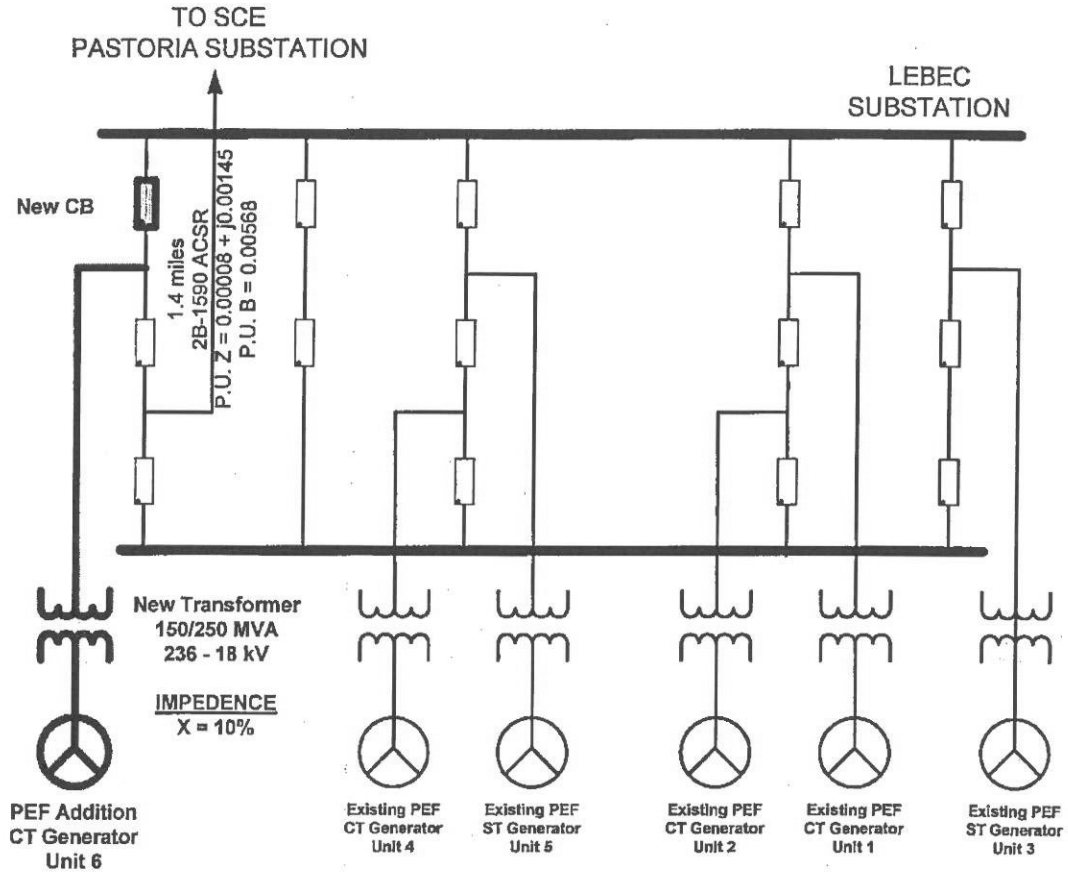 TO SCE
PASTORIA SUBSTATION
LEBEC
SUBSTATION
New CB
1.4 miles
2B-1590 ACSR
P.U. Z = 0.00008 + j0.00145
P.U. B = 0.00568
New Transformer
150/250 MVA
236 - 18 kV
IMPEDENCE
X = 10%
PEF Addition
CT Generator
Unit 6
Existing PEF
CT Generator
Unit 4
Existing PEF
ST Generator
Unit 5
Existing PEF
CT Generator
Unit 2
Existing PEF
CT Generator
Unit 1
Existing PEF
ST Generator
Unit 3